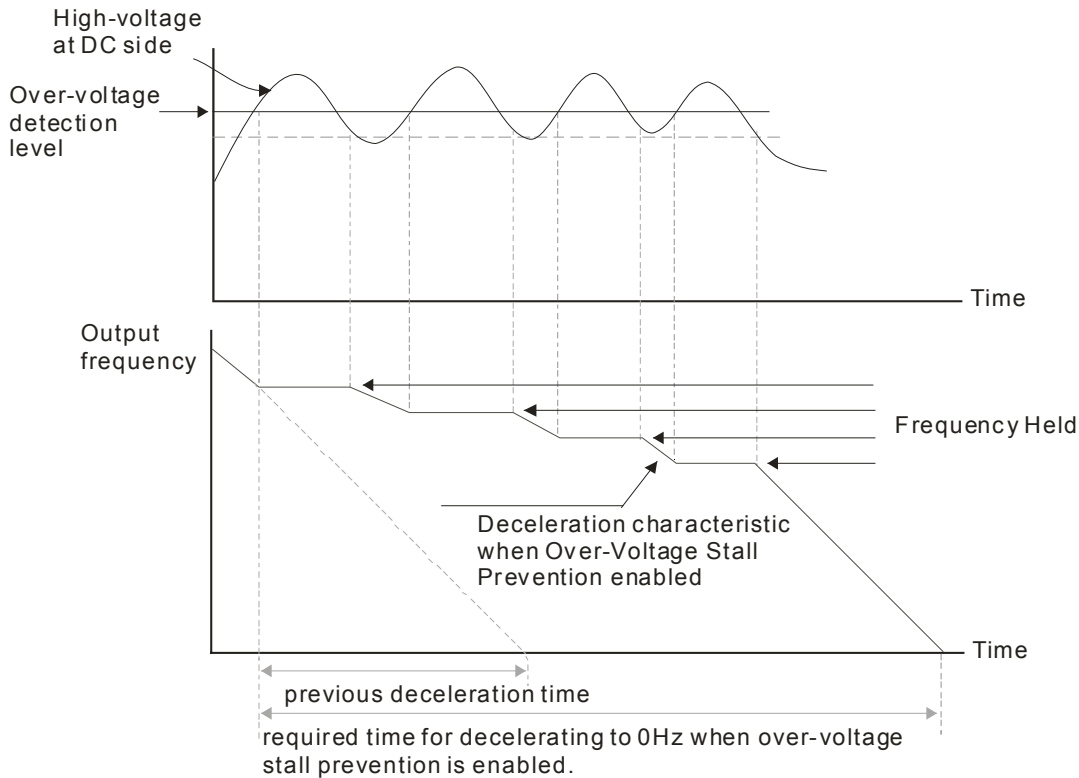 High-voltage
at DC side
Over-voltage
detection
level
Time
Output
frequency
Frequency Held
Deceleration characteristic
when Over-Voltage Stall
Prevention enabled
Time
previous deceleration time
required time for decelerating to 0Hz when over-voltage
stall prevention is enabled.